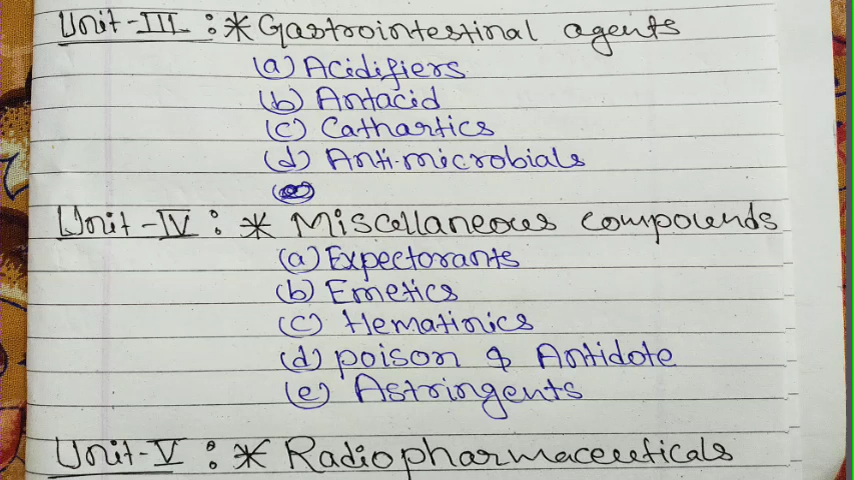 Unit-III : * Gastrointestinal agents
(a) Acidifiers
(b) Antacid
(c) Cathartics
(d) Anti-microbials
Unit-IV : * Miscellaneous compounds
(a) Expectorants
(b) Emetics
(c) Hematinics
(d) poison & Antidote
(e) Astringents
Unit-V : * Radiopharmaceuticals